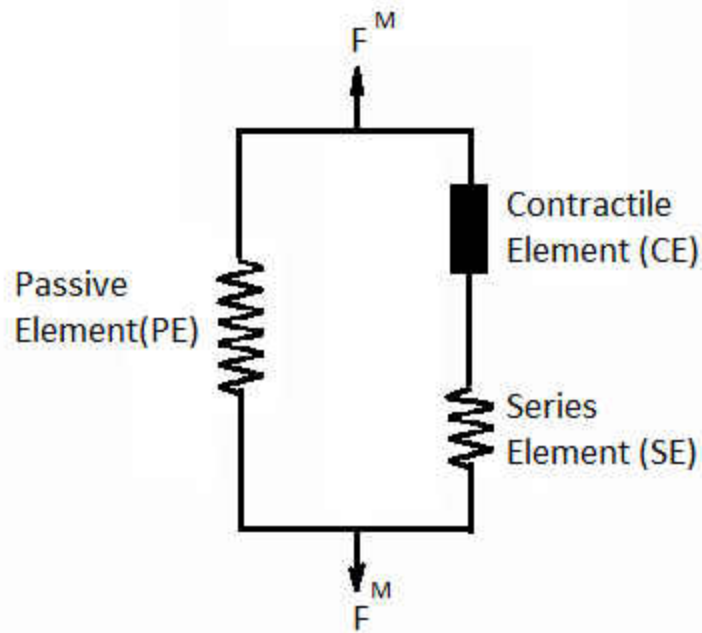 F M
Contractile
Element (CE)
Passive
Element(PE)
Series
Element (SE)
F M